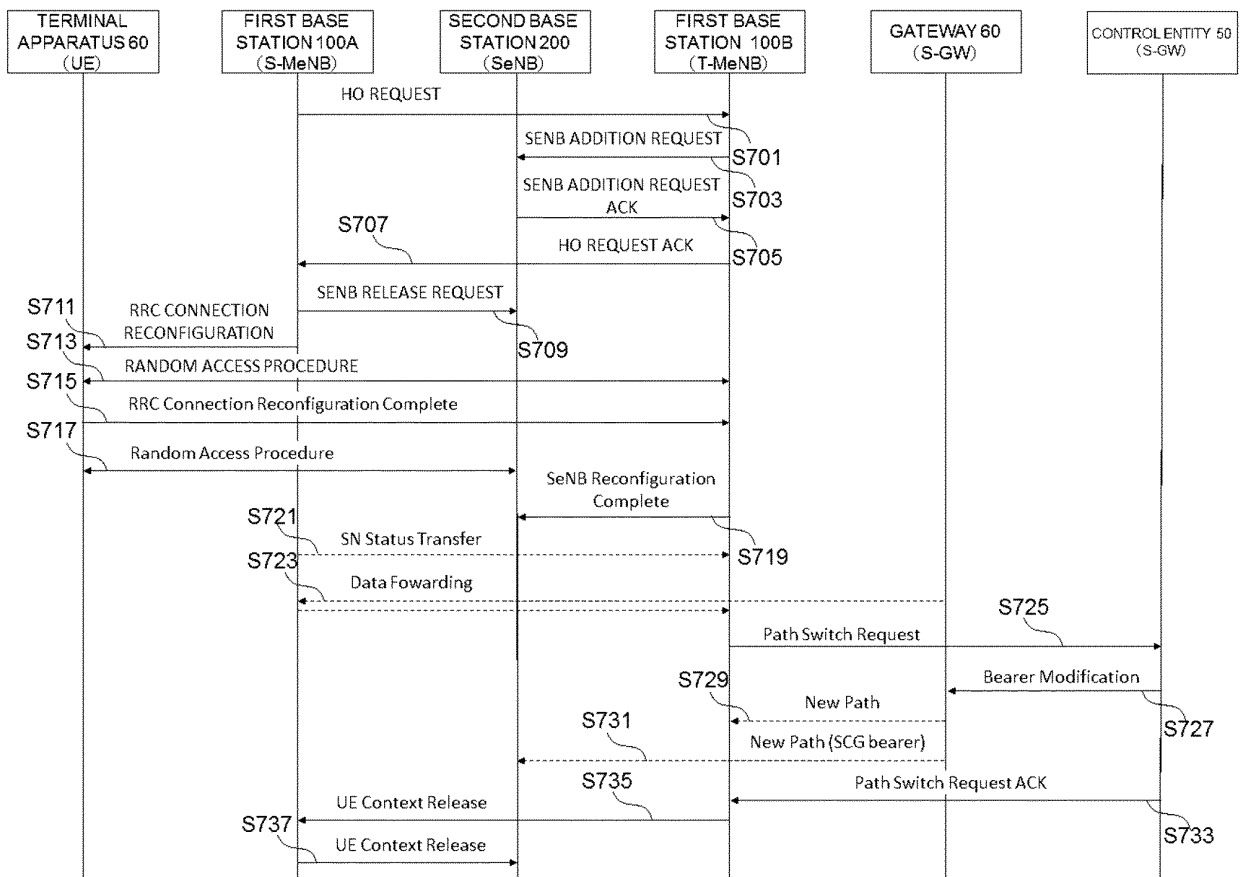 TERMINAL
APPARATUS 60
(UE)
FIRST BASE
STATION 100A
(S-MeNB)
SECOND BASE
STATION 200
(SeNB)
FIRST BASE
STATION 100B
(T-MeNB)
GATEWAY 60
(S-GW)
CONTROL ENTITY 50
(S-GW)
HO REQUEST
S701
SENB ADDITION REQUEST
S703
SENB ADDITION REQUEST
ACK
S705
S707
HO REQUEST ACK
SENB RELEASE REQUEST
S709
S711
RRC CONNECTION
RECONFIGURATION
S713
RANDOM ACCESS PROCEDURE
S715
RRC Connection Reconfiguration Complete
S717
Random Access Procedure
SeNB Reconfiguration
Complete
S719
S721
SN Status Transfer
S723
Data Fowarding
S725
Path Switch Request
Bearer Modification
S727
S729
New Path
S731
New Path (SCG bearer)
Path Switch Request ACK
S733
S735
UE Context Release
S737
UE Context Release